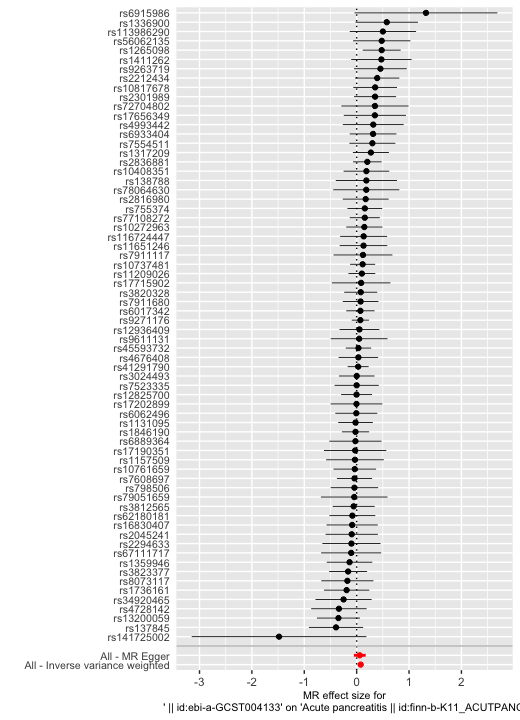 rs6915986
rs1336900
rs113986290
rs56062135
rs1265098
rs1411262
rs9263719
rs2212434
rs10817678
rs2301989
rs72704802
rs17656349
rs4993442
rs6933404
rs7554511
rs1317209
rs2836881
rs10408351
rs138788
rs78064630
rs2816980
rs755374
rs77108272
rs10272963
rs116724447
rs11651246
rs7911117
rs10737481
rs11209026
rs17715902
rs3820328
rs7911680
rs6017342
rs9271176
rs12936409
rs9611131
rs45593732
rs4676408
rs41291790
rs3024493
rs7523335
rs12825700
rs17202899
rs6062496
rs1131095
rs1846190
rs6889364
rs17190351
rs1157509
rs10761659
rs7608697
rs798506
rs79051659
rs3812565
rs62180181
rs16830407
rs2045241
rs2294633
rs67111717
rs1359946
rs3823377
rs8073117
rs1736161
rs34920465
rs4728142
rs13200059
rs137845
rs141725002
All - MR Egger
All - Inverse variance weighted
-3 -2 -1 0 1 2
MR effect size for
' || id:ebi-a-GCST004133' on 'Acute pancreatitis || id:finn-b-K11_ACUTPANC